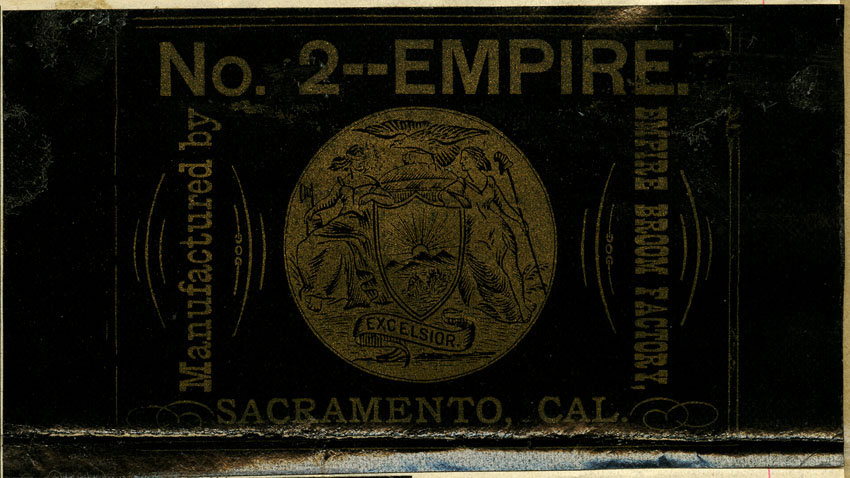 No. 2--EMPIRE.
Manufactured by
EMPIRE BROOM FACTORY,
EXCELSIOR.
SACRAMENTO, CAL.